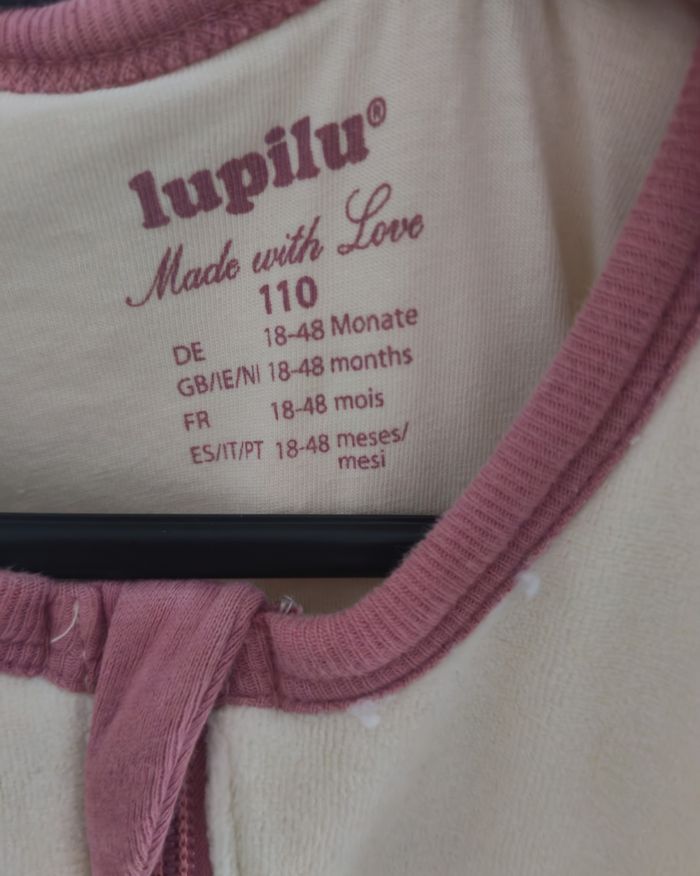 lupilu®
Made with Love
110
DE 18-48 Monate
GB/IE/NI 18-48 months
FR 18-48 mois
ES/IT/PT 18-48 meses/
mesi